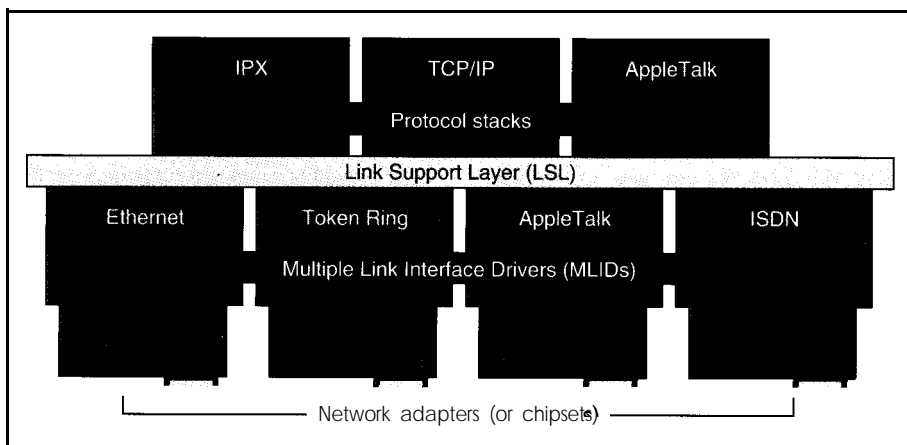 IPX TCP/IP AppleTalk
Protocol stacks
Link Support Layer (LSL)
Ethernet Token Ring AppleTalk ISDN
Multiple Link Interface Drivers (MLIDs)
Network adapters (or chipsets)